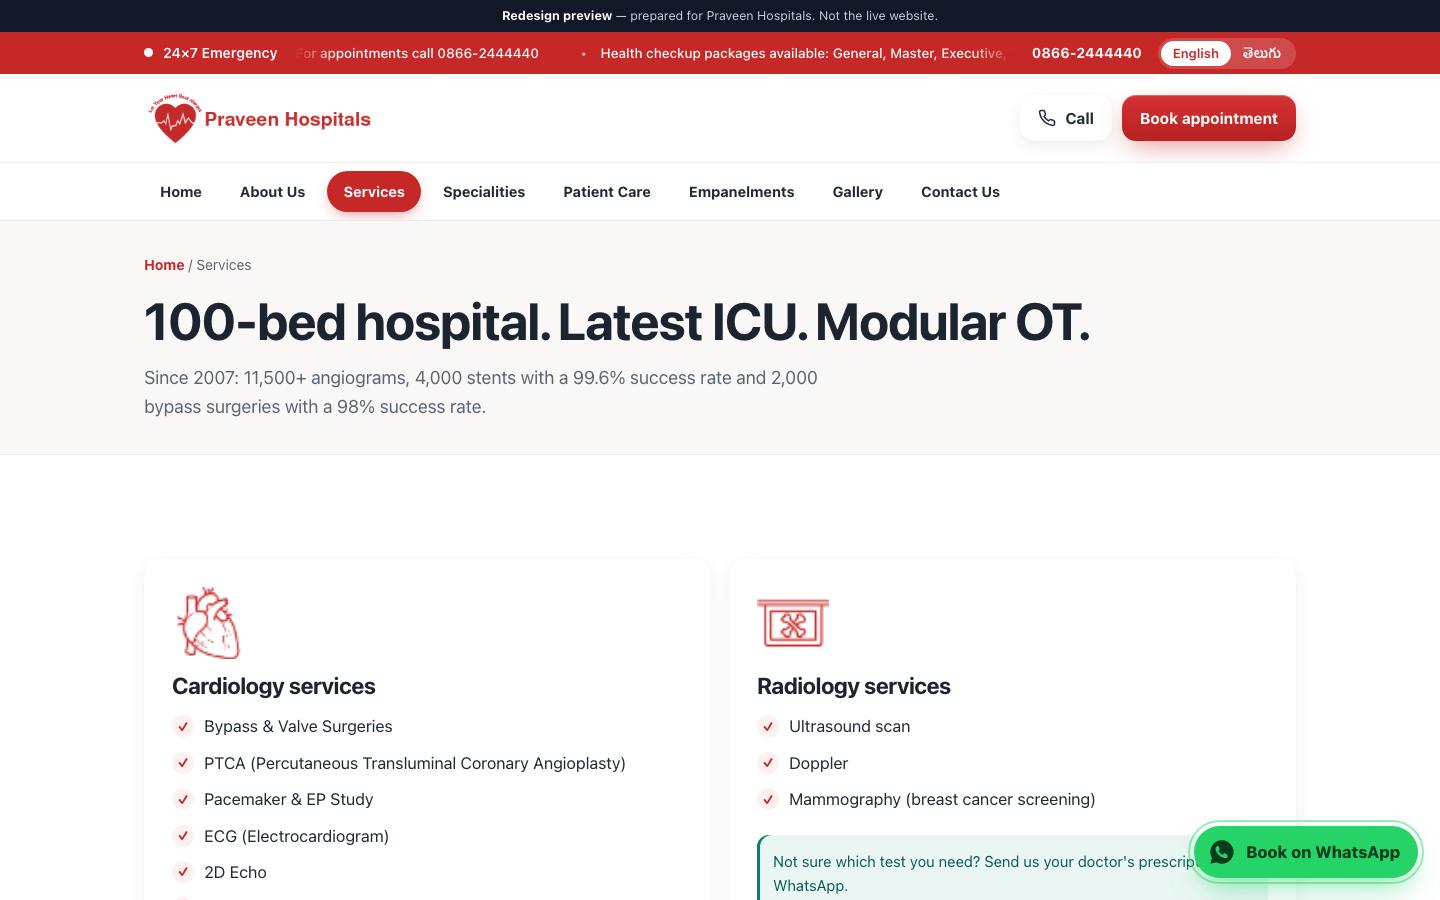 Redesign preview — prepared for Praveen Hospitals. Not the live website.
24×7 Emergency
For appointments call 0866-2444440 • Health checkup packages available: General, Master, Executive,
0866-2444440
English తెలుగు
Let Your Heart Beat Always
Praveen Hospitals
Call
Book appointment
Home About Us Services Specialities Patient Care Empanelments Gallery Contact Us
Home / Services
100-bed hospital. Latest ICU. Modular OT.
Since 2007: 11,500+ angiograms, 4,000 stents with a 99.6% success rate and 2,000
bypass surgeries with a 98% success rate.
Cardiology services
Bypass & Valve Surgeries
PTCA (Percutaneous Transluminal Coronary Angioplasty)
Pacemaker & EP Study
ECG (Electrocardiogram)
2D Echo
Radiology services
Ultrasound scan
Doppler
Mammography (breast cancer screening)
Not sure which test you need? Send us your doctor's
WhatsApp.
Book on WhatsApp